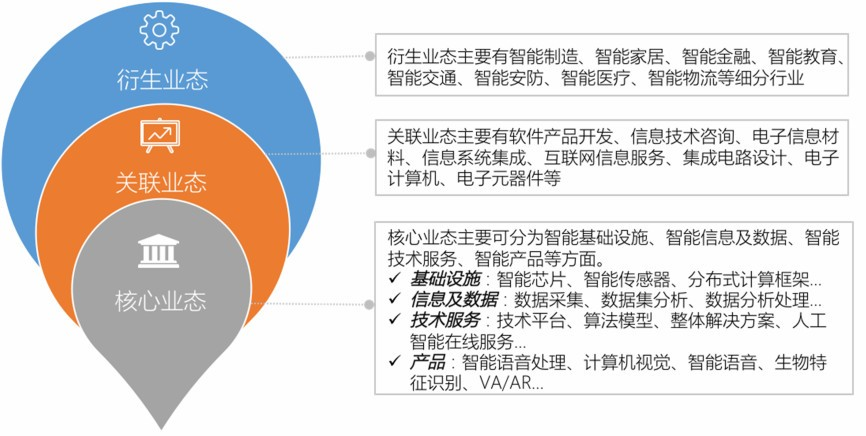 衍生业态
衍生业态主要有智能制造、智能家居、智能金融、智能教育、
智能交通、智能安防、智能医疗、智能物流等细分行业
关联业态
关联业态主要有软件产品开发、信息技术咨询、电子信息材
料、信息系统集成、互联网信息服务、集成电路设计、电子
计算机、电子元器件等
核心业态
核心业态主要可分为智能基础设施、智能信息及数据、智能
技术服务、智能产品等方面。
✓ 基础设施：智能芯片、智能传感器、分布式计算框架...
✓ 信息及数据：数据采集、数据集分析、数据分析处理...
✓ 技术服务：技术平台、算法模型、整体解决方案、人工
智能在线服务...
✓ 产品：智能语音处理、计算机视觉、智能语音、生物特
征识别、VA/AR...